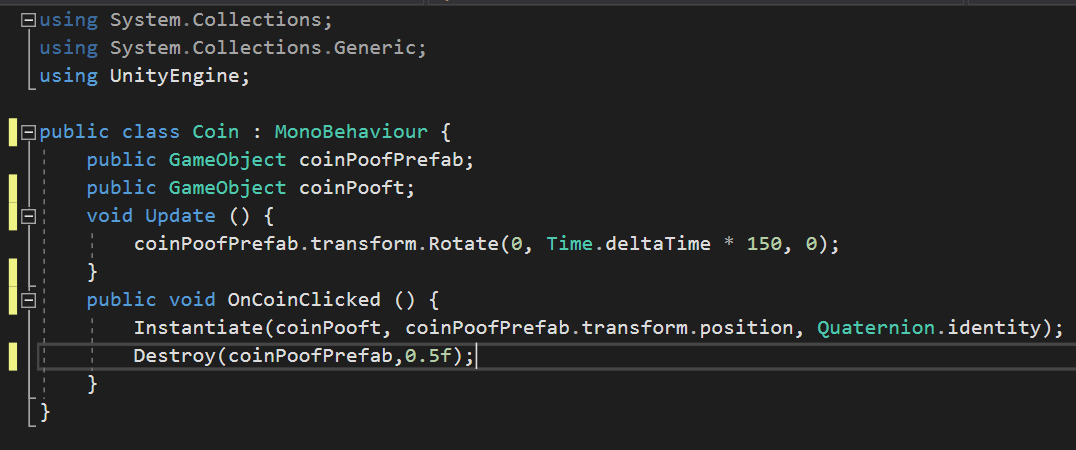 using System.Collections;
using System.Collections.Generic;
using UnityEngine;
public class Coin : MonoBehaviour {
public GameObject coinPoofPrefab;
public GameObject coinPooft;
void Update () {
coinPoofPrefab.transform.Rotate(0, Time.deltaTime * 150, 0);
}
public void OnCoinClicked () {
Instantiate(coinPooft, coinPoofPrefab.transform.position, Quaternion.identity);
Destroy(coinPoofPrefab,0.5f);
}
}